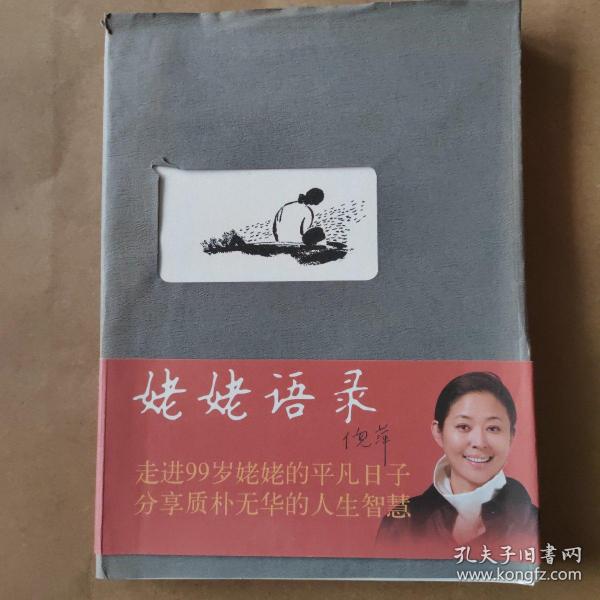 姥姥语录
倪萍
走进99岁姥姥的平凡日子
分享质朴无华的人生智慧
孔夫子旧书网
www.kongfz.com